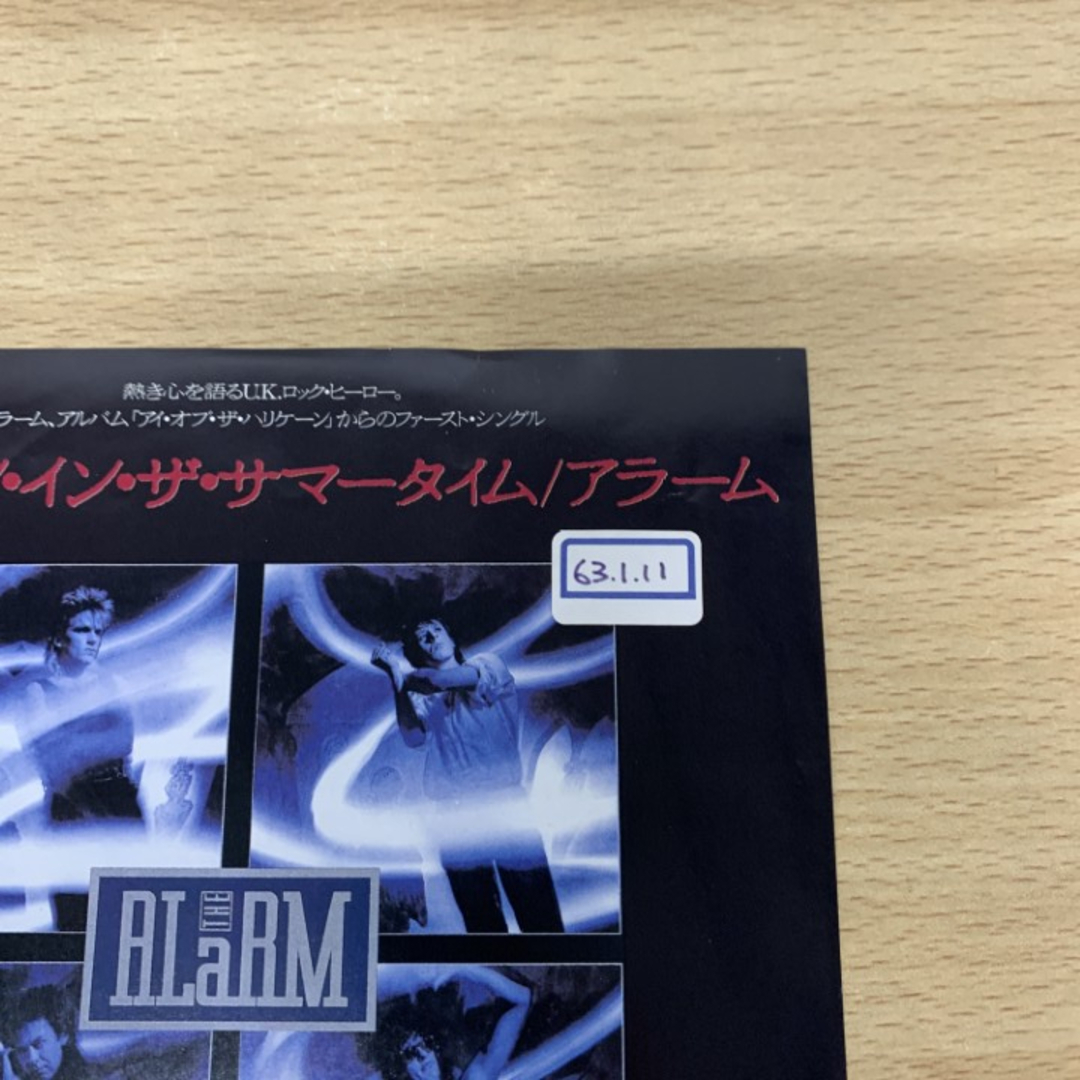 熱き心を語るU.K.ロック・ヒーロー。
ラーム、アルバム「アイ・オブ・ザ・ハリケーン」からのファースト・シングル
・イン・ザ・サマータイム/アラーム
63.1.11
THE
ALaRM